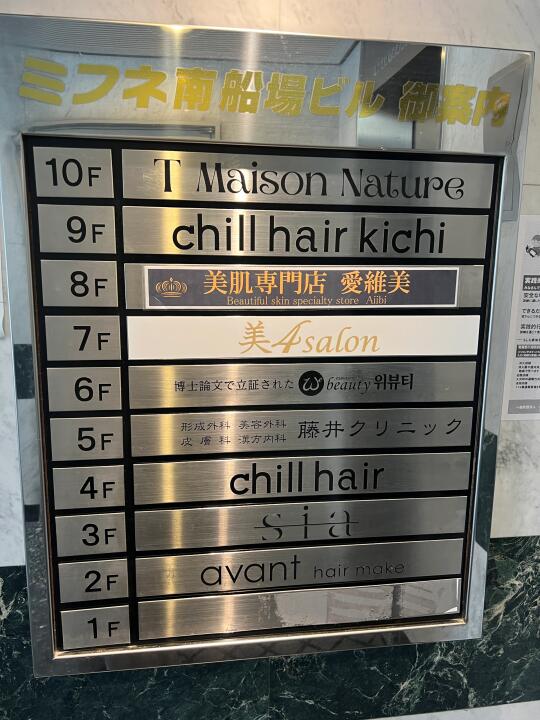 ミフネ南船場ビル 御案内
10F T Maison Nature
9F chill hair kichi
8F 美肌専門店 愛維美
Beautiful skin specialty store Aiibi
7F 美4salon
6F 博士論文で立証された w beauty 위뷰티
5F 形成外科 美容外科 藤井クリニック
皮膚科 漢方内科
4F chill hair
3F sia
2F avant hair make
1F